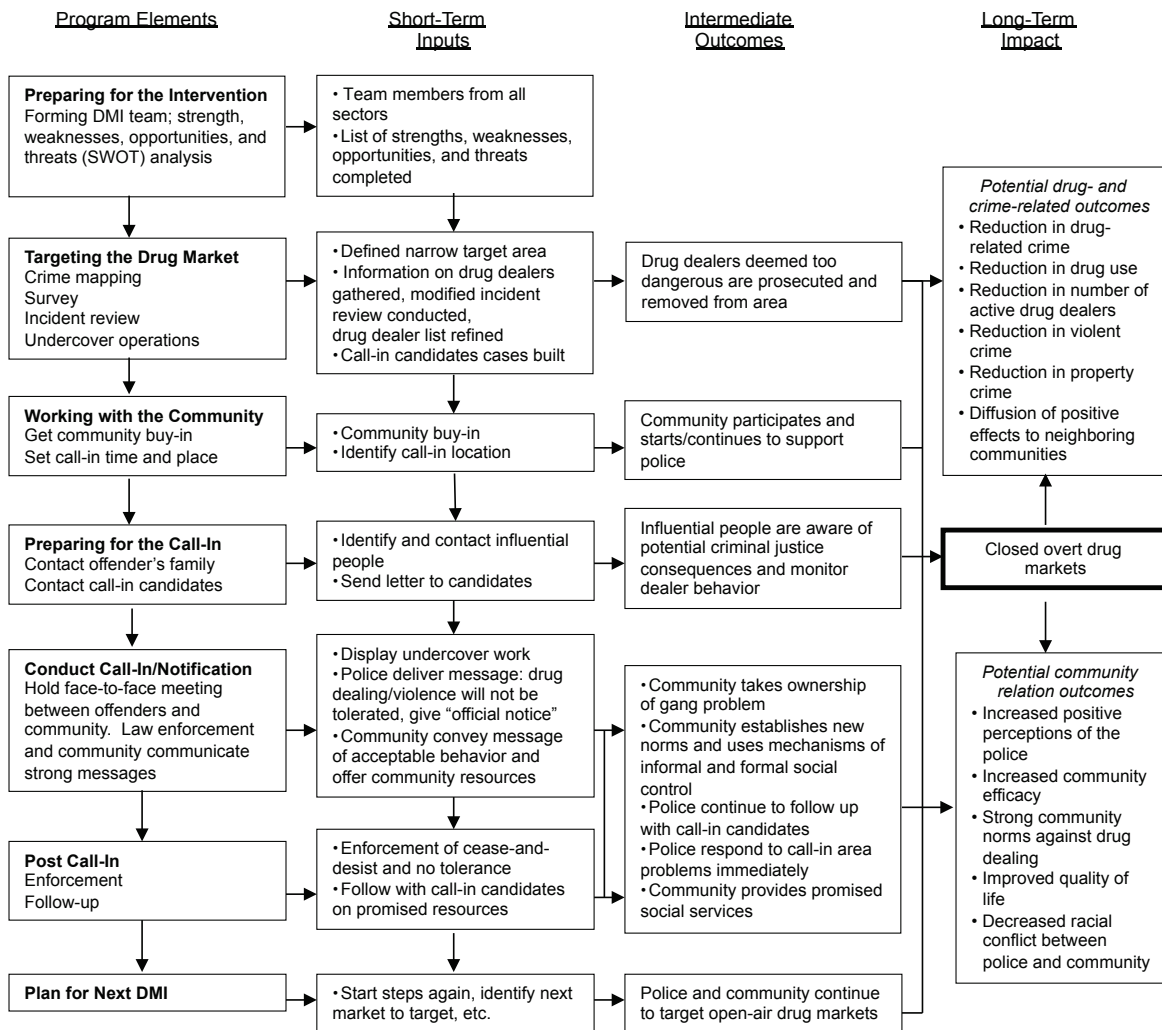 Program Elements
Short-Term
Inputs
Intermediate
Outcomes
Long-Term
Impact
Preparing for the Intervention
Forming DMI team; strength,
weaknesses, opportunities, and
threats (SWOT) analysis
• Team members from all
sectors
• List of strengths, weaknesses,
opportunities, and threats
completed
Targeting the Drug Market
Crime mapping
Survey
Incident review
Undercover operations
• Defined narrow target area
• Information on drug dealers
gathered, modified incident
review conducted,
drug dealer list refined
• Call-in candidates cases built
Drug dealers deemed too
dangerous are prosecuted and
removed from area
Working with the Community
Get community buy-in
Set call-in time and place
• Community buy-in
• Identify call-in location
Community participates and
starts/continues to support
police
Preparing for the Call-In
Contact offender's family
Contact call-in candidates
• Identify and contact influential
people
• Send letter to candidates
Influential people are aware of
potential criminal justice
consequences and monitor
dealer behavior
Conduct Call-In/Notification
Hold face-to-face meeting
between offenders and
community.  Law enforcement
and community communicate
strong messages
• Display undercover work
• Police deliver message: drug
dealing/violence will not be
tolerated, give “official notice”
• Community convey message
of acceptable behavior and
offer community resources
Post Call-In
Enforcement
Follow-up
• Enforcement of cease-and-
desist and no tolerance
• Follow with call-in candidates
on promised resources
• Community takes ownership
of gang problem
• Community establishes new
norms and uses mechanisms of
informal and formal social
control
• Police continue to follow up
with call-in candidates
• Police respond to call-in area
problems immediately
• Community provides promised
social services
Plan for Next DMI
• Start steps again, identify next
market to target, etc.
Police and community continue
to target open-air drug markets
Potential drug- and
crime-related outcomes
• Reduction in drug-
related crime
• Reduction in drug use
• Reduction in number of
active drug dealers
• Reduction in violent
crime
• Reduction in property
crime
• Diffusion of positive
effects to neighboring
communities
Closed overt drug
markets
Potential community
relation outcomes
• Increased positive
perceptions of the
police
• Increased community
efficacy
• Strong community
norms against drug
dealing
• Improved quality of
life
• Decreased racial
conflict between
police and community